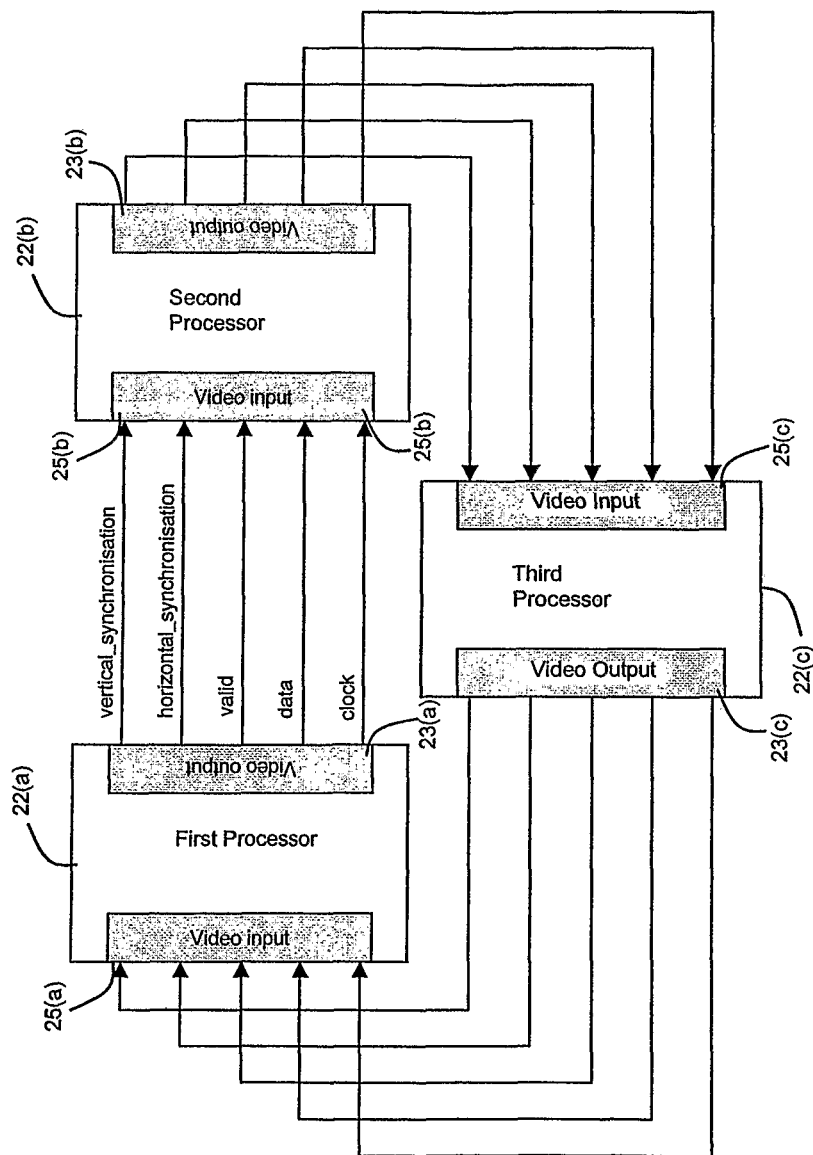 23(b)
22(b)
Video output
Second
Processor
Video input
25(b)
25(b)
vertical_synchronisation
horizontal_synchronisation
valid
data
clock
25(c)
Video Input
Third
Processor
Video Output
22(c)
23(c)
23(a)
22(a)
Video output
First Processor
Video input
25(a)